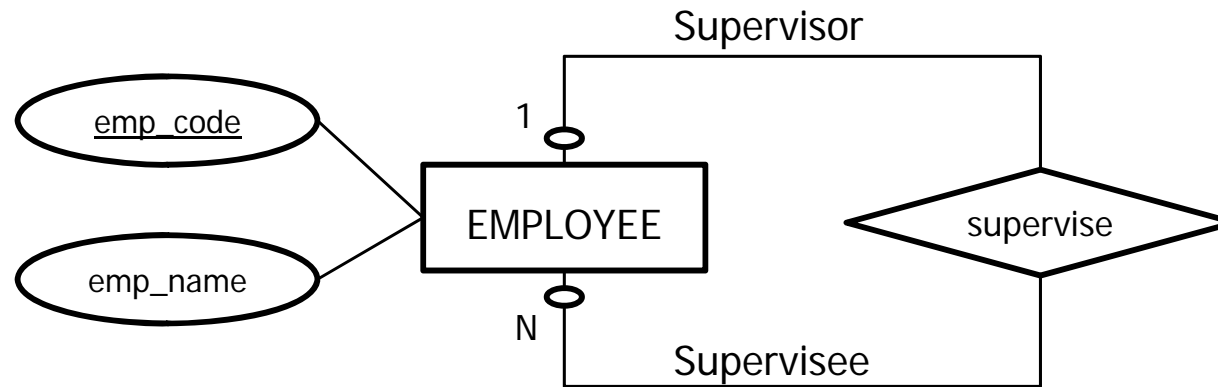 Supervisor
emp_code
1
EMPLOYEE
supervise
emp_name
N
Supervisee